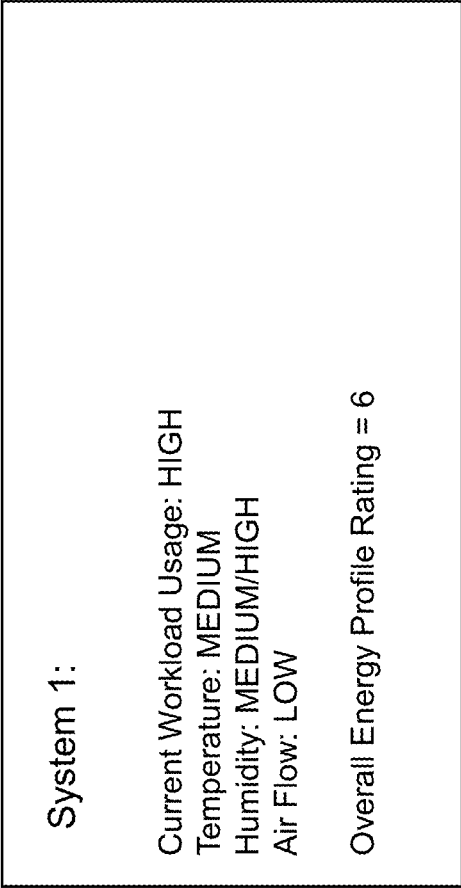 System 1:
Current Workload Usage: HIGH
Temperature: MEDIUM
Humidity: MEDIUM/HIGH
Air Flow: LOW
Overall Energy Profile Rating = 6